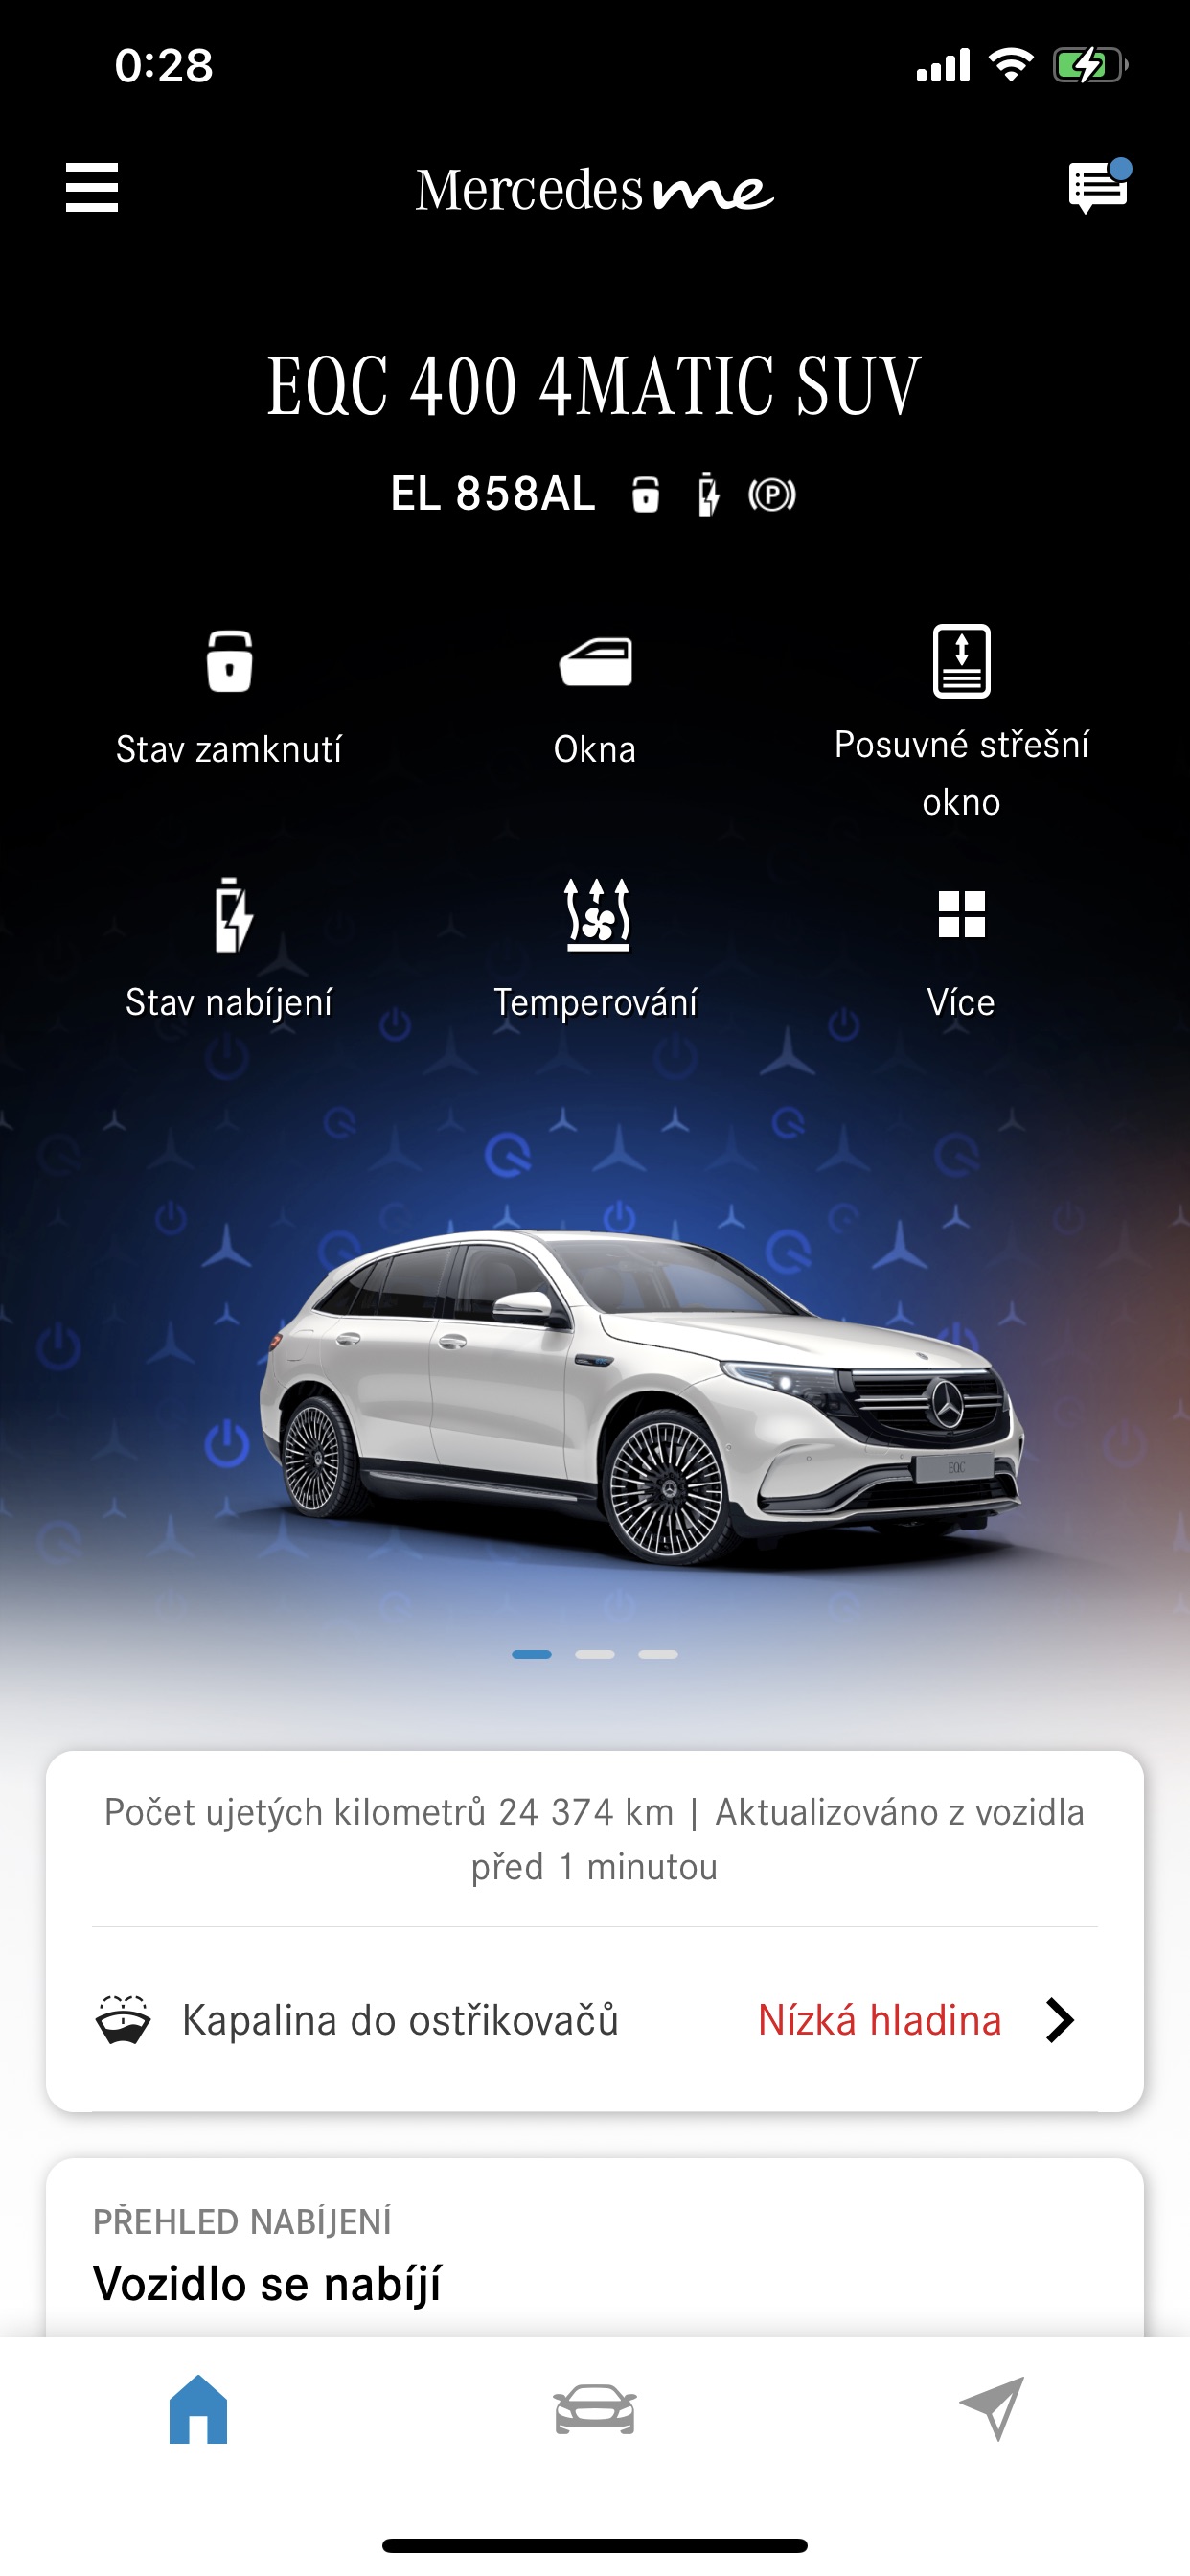 0:28
Mercedes me
EQC 400 4MATIC SUV
EL 858AL
Stav zamknutí
Okna
Posuvné střešní
okno
Stav nabíjení
Temperování
Více
EQC
Počet ujetých kilometrů 24 374 km | Aktualizováno z vozidla
před 1 minutou
Kapalina do ostřikovačů
Nízká hladina
PŘEHLED NABÍJENÍ
Vozidlo se nabíjí